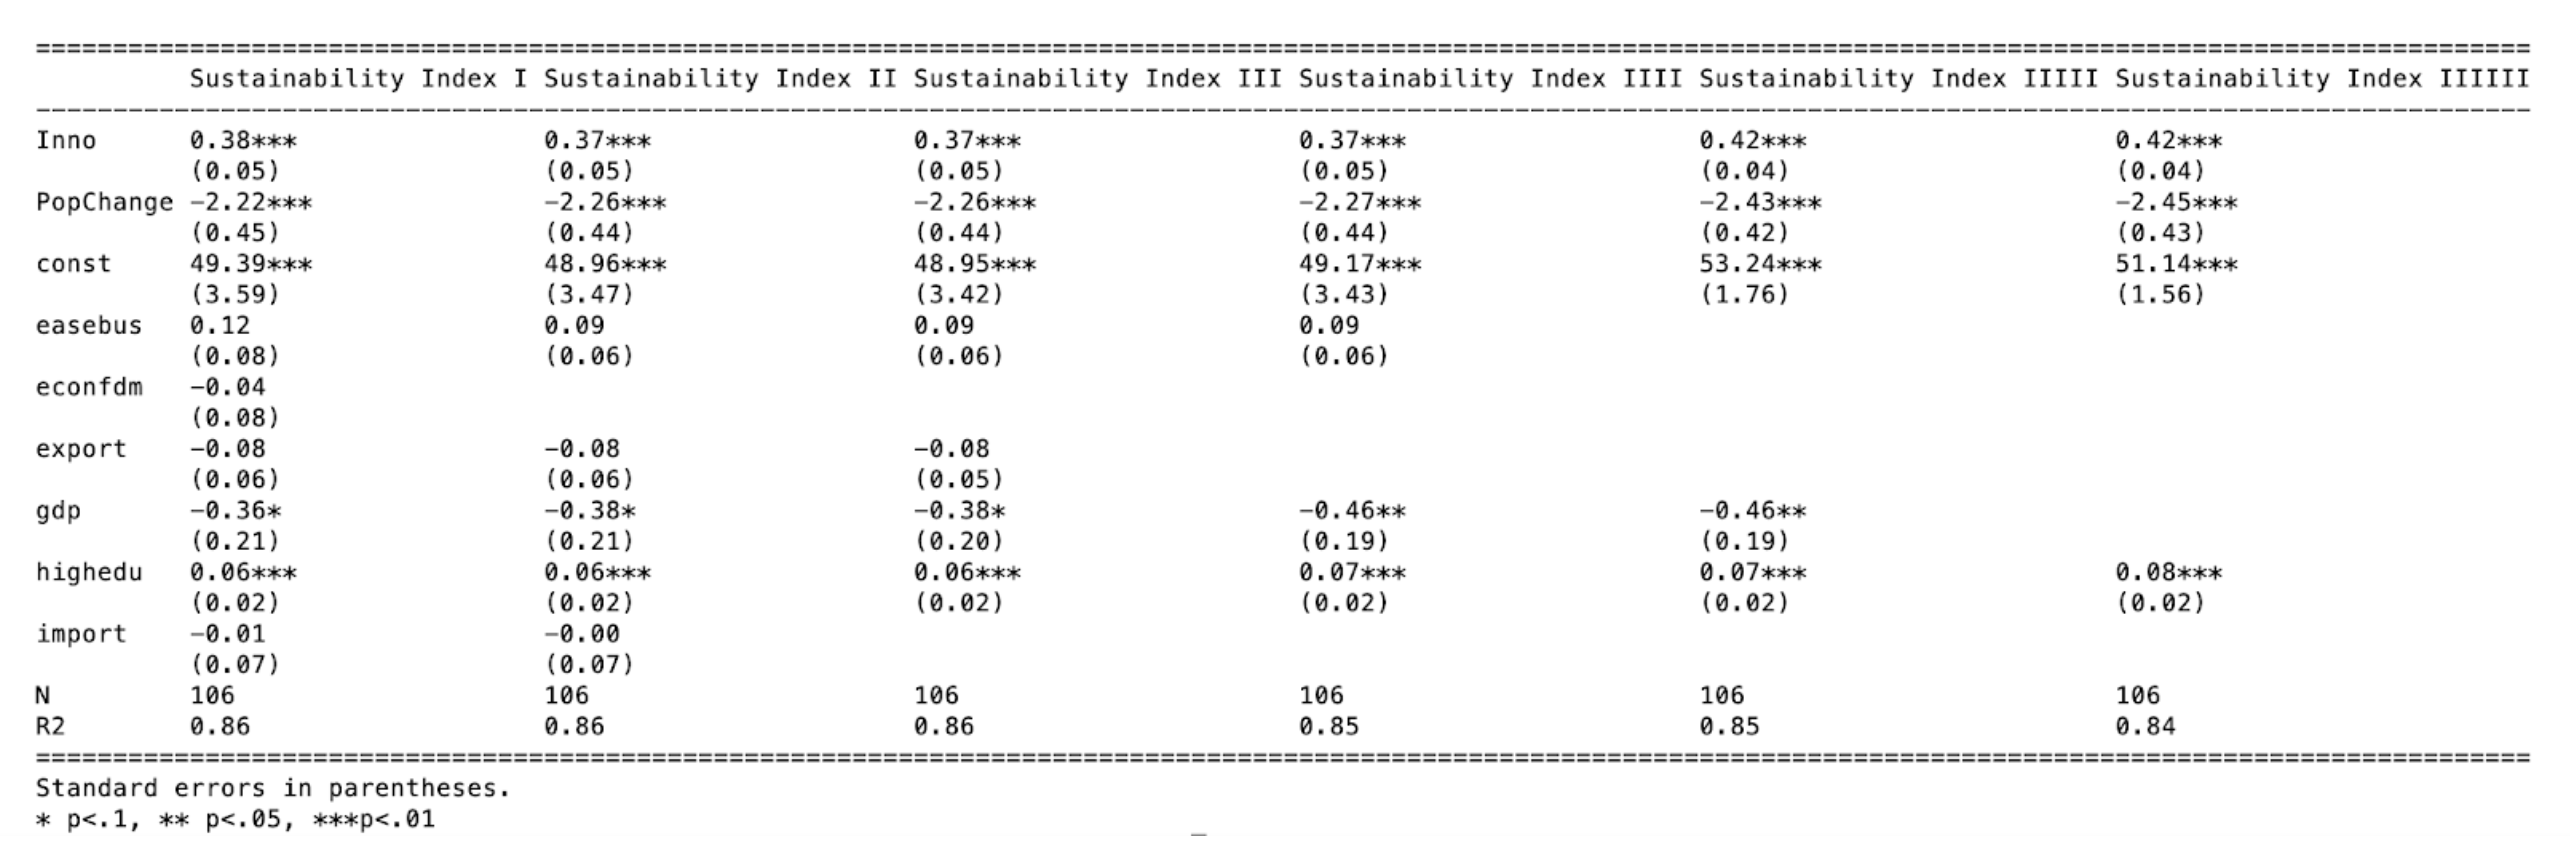 Sustainability Index I Sustainability Index II Sustainability Index III Sustainability Index IIII Sustainability Index IIIII Sustainability Index IIIIII
Inno 0.38*** 0.37*** 0.37*** 0.37*** 0.42*** 0.42***
(0.05) (0.05) (0.05) (0.05) (0.04) (0.04)
PopChange -2.22*** -2.26*** -2.26*** -2.27*** -2.43*** -2.45***
(0.45) (0.44) (0.44) (0.44) (0.42) (0.43)
const 49.39*** 48.96*** 48.95*** 49.17*** 53.24*** 51.14***
(3.59) (3.47) (3.42) (3.43) (1.76) (1.56)
easebus 0.12 0.09 0.09 0.09
(0.08) (0.06) (0.06) (0.06)
econfdm -0.04
(0.08)
export -0.08 -0.08 -0.08
(0.06) (0.06) (0.05)
gdp -0.36* -0.38* -0.38* -0.46** -0.46**
(0.21) (0.21) (0.20) (0.19) (0.19)
highedu 0.06*** 0.06*** 0.06*** 0.07*** 0.07*** 0.08***
(0.02) (0.02) (0.02) (0.02) (0.02) (0.02)
import -0.01 -0.00
(0.07) (0.07)
N 106 106 106 106 106 106
R2 0.86 0.86 0.86 0.85 0.85 0.84
Standard errors in parentheses.
* p<.1, ** p<.05, ***p<.01